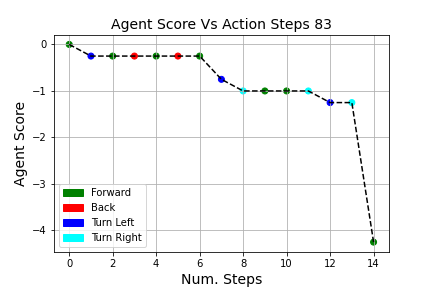 Agent Score Vs Action Steps 83
0
−1
−2
−3
−4
Agent Score
Forward
Back
Turn Left
Turn Right
0 2 4 6 8 10 12 14
Num. Steps